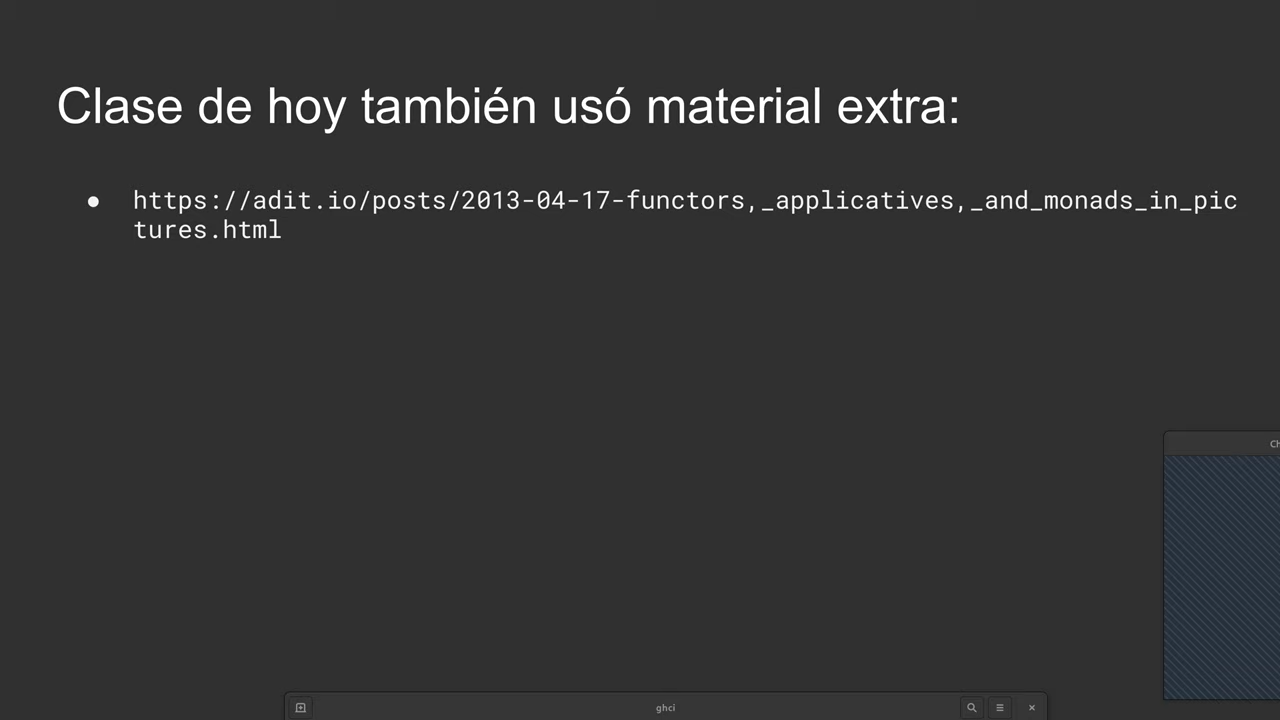 Clase de hoy también usó material extra:
● https://adit.io/posts/2013-04-17-functors,_applicatives,_and_monads_in_pic
tures.html
Ch
ghci